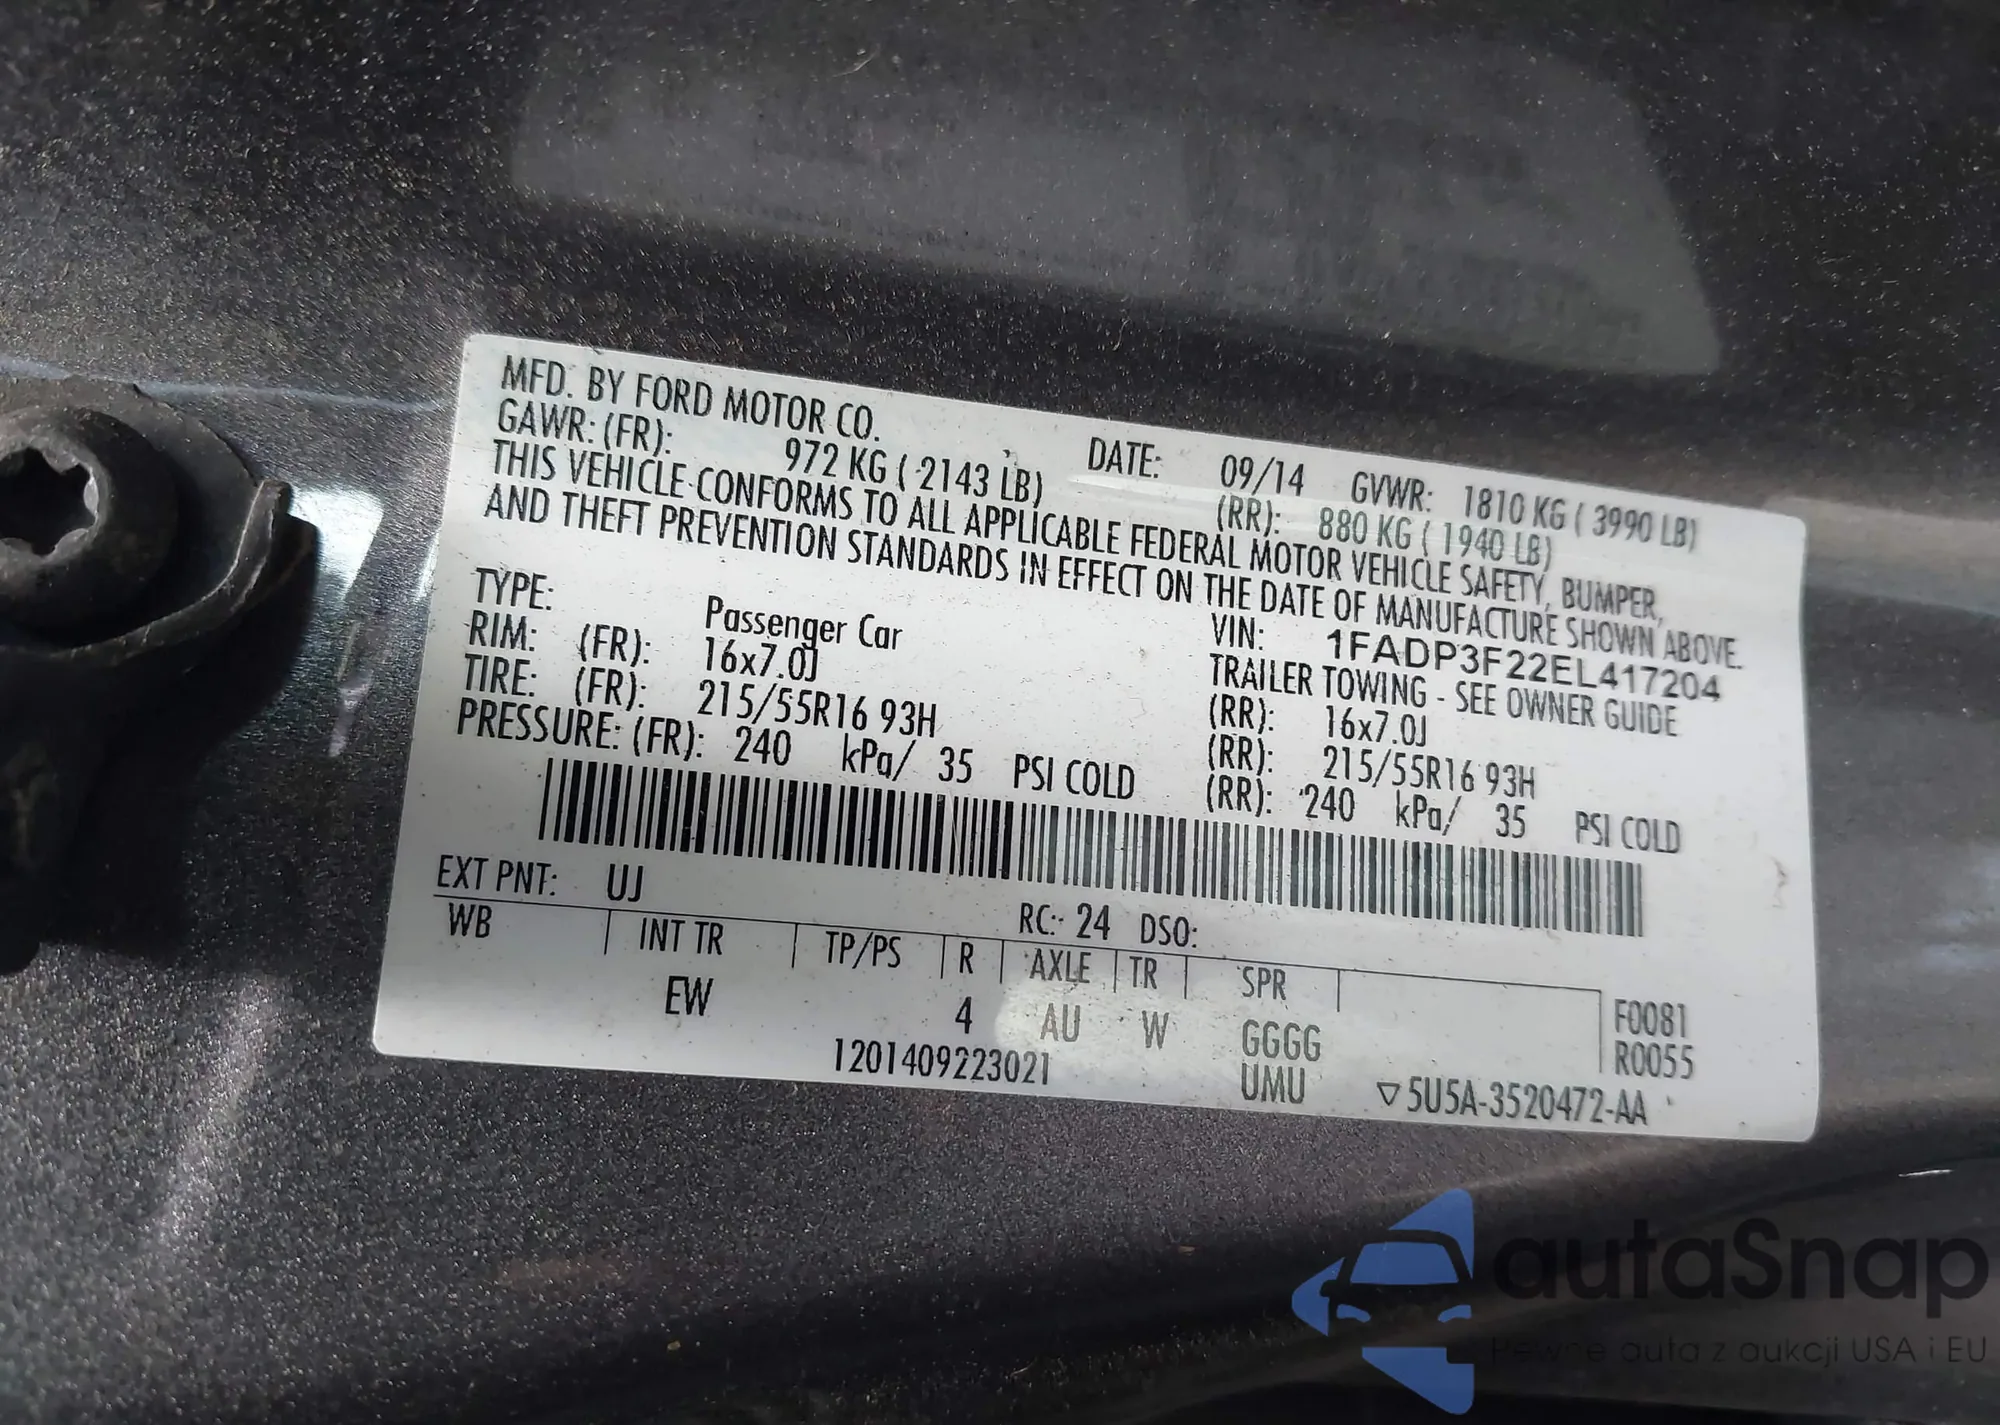 MFD. BY FORD MOTOR CO.
DATE: 09/14 GVWR: 1810 KG ( 3990 LB)
GAWR: (FR): 972 KG ( 2143 LB) (RR): 880 KG ( 1940 LB)
THIS VEHICLE CONFORMS TO ALL APPLICABLE FEDERAL MOTOR VEHICLE SAFETY, BUMPER,
AND THEFT PREVENTION STANDARDS IN EFFECT ON THE DATE OF MANUFACTURE SHOWN ABOVE.
VIN: 1FADP3F22EL417204
TYPE: Passenger Car TRAILER TOWING - SEE OWNER GUIDE
RIM: (FR): 16x7.0J (RR): 16x7.0J
TIRE: (FR): 215/55R16 93H (RR): 215/55R16 93H
PRESSURE: (FR): 240 kPa/ 35 PSI COLD (RR): 240 kPa/ 35 PSI COLD
EXT PNT: UJ RC: 24 DSO:
WB INT TR TP/PS R AXLE TR SPR
EW 4 AU W GGGG F0081
UMU R0055
1201409223021 ▽5U5A-3520472-AA
autaSnap
Pewne auta z aukcji USA i EU